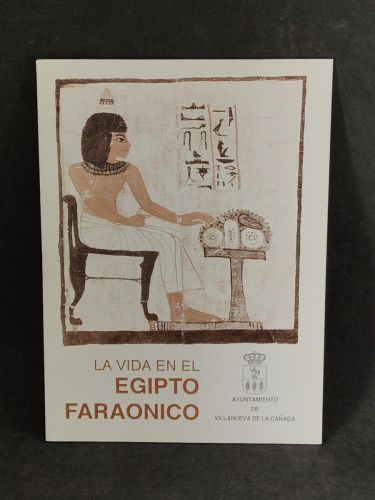 LA VIDA EN EL
EGIPTO
FARAONICO
AYUNTAMIENTO
DE
VILLANUEVA DE LA CAÑADA